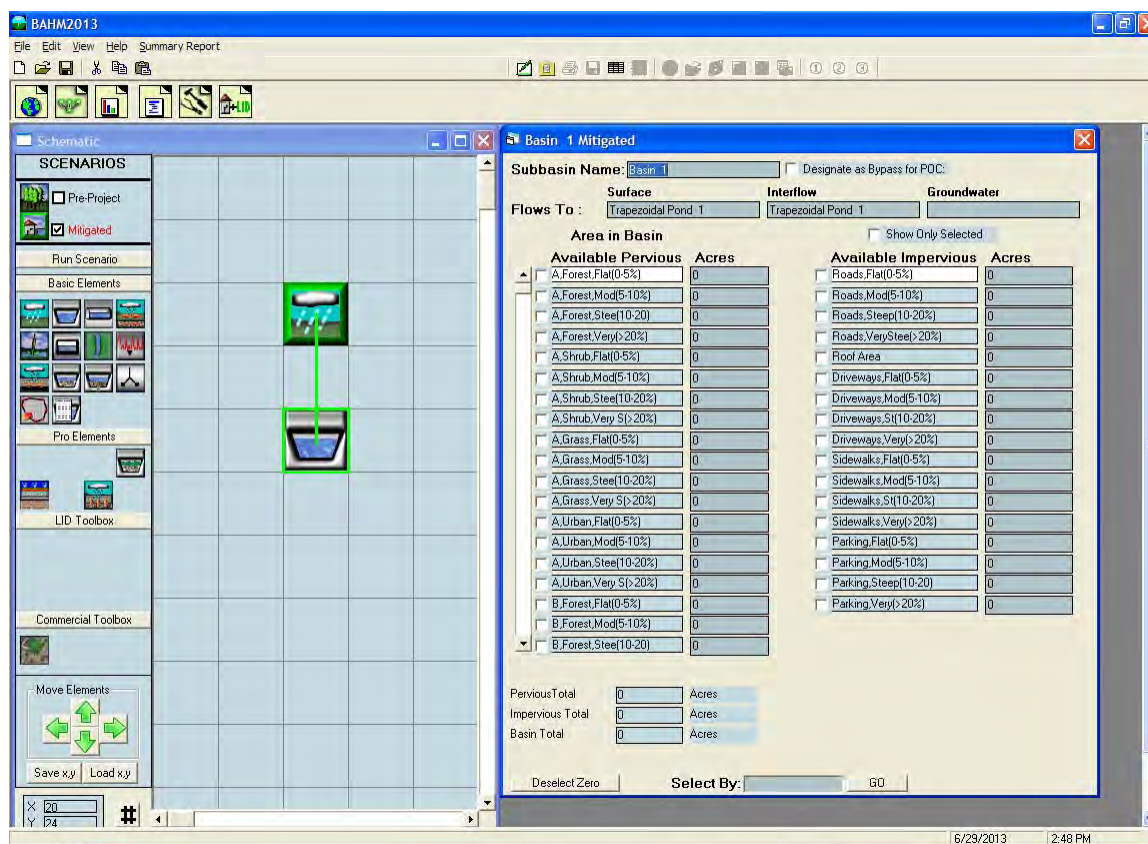 BAHM2013
File Edit View Help Summary Report
① ② ③
+LID
Schematic
SCENARIOS
Pre-Project
Mitigated
Run Scenario
Basic Elements
Pro Elements
LID Toolbox
Commercial Toolbox
Move Elements
Save x,y Load x,y
X 20
Y 24
#
Basin 1 Mitigated
Subbasin Name: Basin 1 Designate as Bypass for POC:
Surface Interflow Groundwater
Flows To : Trapezoidal Pond 1 Trapezoidal Pond 1
Area in Basin Show Only Selected
Available Pervious Acres Available Impervious Acres
A,Forest,Flat(0-5%) 0 Roads,Flat(0-5%) 0
A,Forest,Mod(5-10%) 0 Roads,Mod(5-10%) 0
A,Forest,Stee(10-20) 0 Roads,Steep(10-20%) 0
A,Forest,Very(>20%) 0 Roads,VeryStee(>20%) 0
A,Shrub,Flat(0-5%) 0 Roof Area 0
A,Shrub,Mod(5-10%) 0 Driveways,Flat(0-5%) 0
A,Shrub,Stee(10-20%) 0 Driveways,Mod(5-10%) 0
A,Shrub,Very S(>20%) 0 Driveways,St(10-20%) 0
A,Grass,Flat(0-5%) 0 Driveways,Very(>20%) 0
A,Grass,Mod(5-10%) 0 Sidewalks,Flat(0-5%) 0
A,Grass,Stee(10-20%) 0 Sidewalks,Mod(5-10%) 0
A,Grass,Very S(>20%) 0 Sidewalks,St(10-20%) 0
A,Urban,Flat(0-5%) 0 Sidewalks,Very(>20%) 0
A,Urban,Mod(5-10%) 0 Parking,Flat(0-5%) 0
A,Urban,Stee(10-20%) 0 Parking,Mod(5-10%) 0
A,Urban,Very S(>20%) 0 Parking,Steep(10-20) 0
B,Forest,Flat(0-5%) 0 Parking,Very(>20%) 0
B,Forest,Mod(5-10%) 0
B,Forest,Stee(10-20) 0
PerviousTotal 0 Acres
Impervious Total 0 Acres
Basin Total 0 Acres
Deselect Zero Select By: GO
6/29/2013 2:48 PM